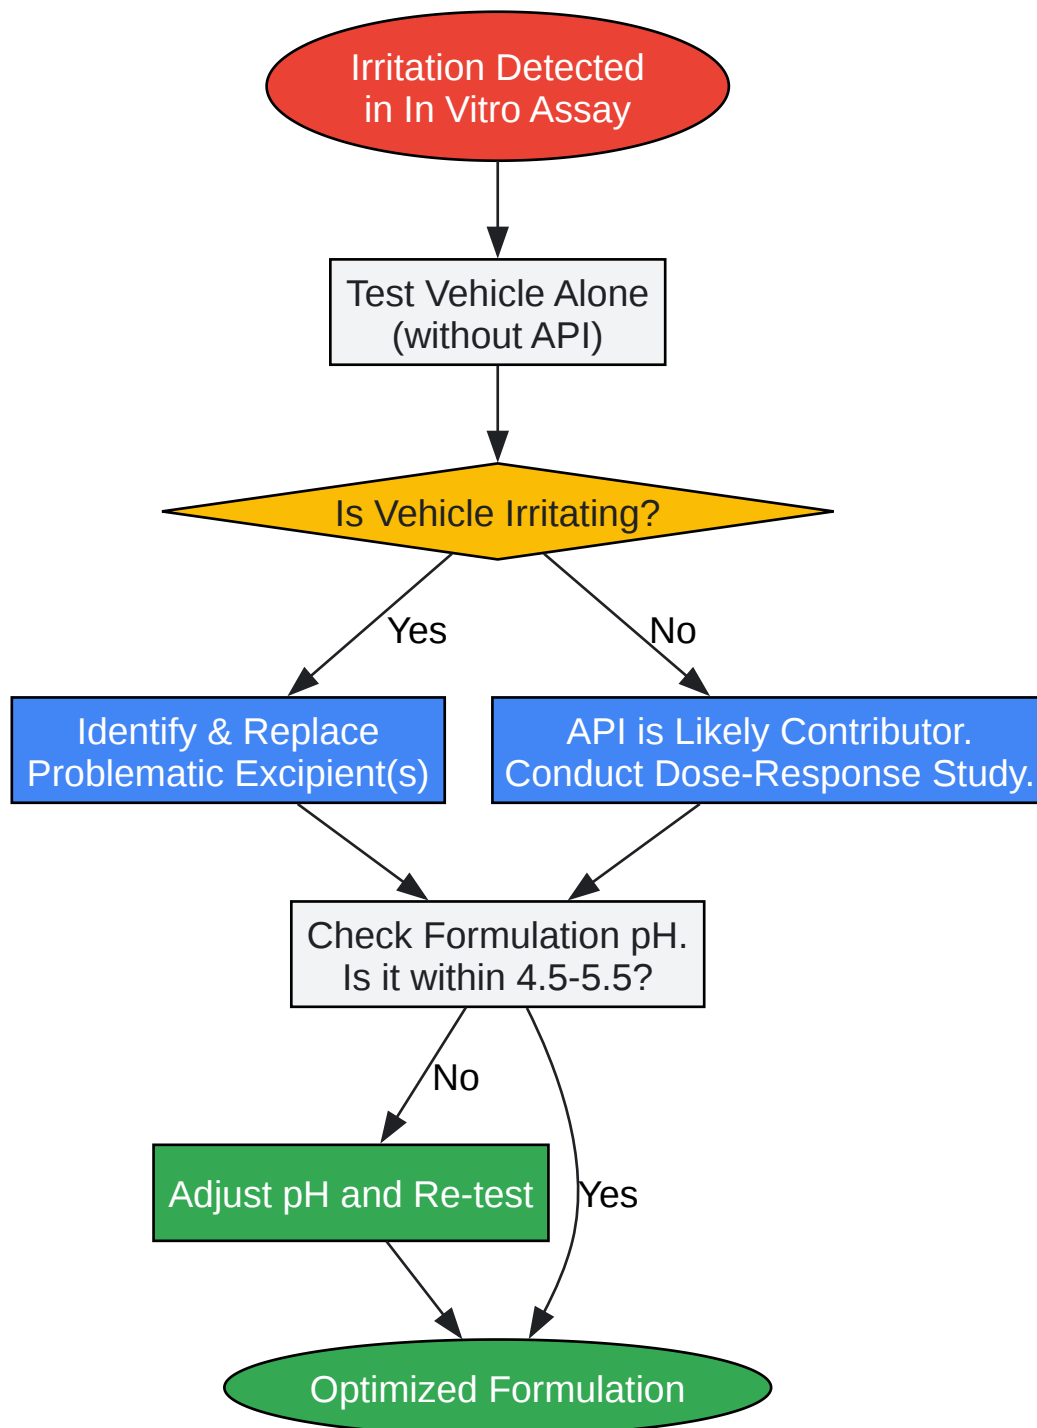 Irritation Detected
in In Vitro Assay
Test Vehicle Alone
(without API)
Is Vehicle Irritating?
Yes
No
Identify & Replace
Problematic Excipient(s)
API is Likely Contributor.
Conduct Dose-Response Study.
Check Formulation pH.
Is it within 4.5-5.5?
No
Adjust pH and Re-test
Yes
Optimized Formulation